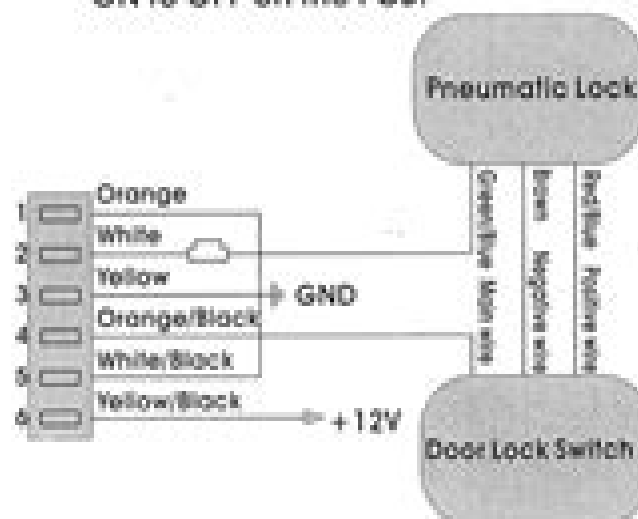 Pneumatic Lock
Orange
1
White
2
Yellow
3
GND
Orange/Black
4
White/Black
5
Yellow/Black
6
+12V
Green/Blue Main wire
Brown Negative wire
Red/Blue Positive wire
Door Lock Switch